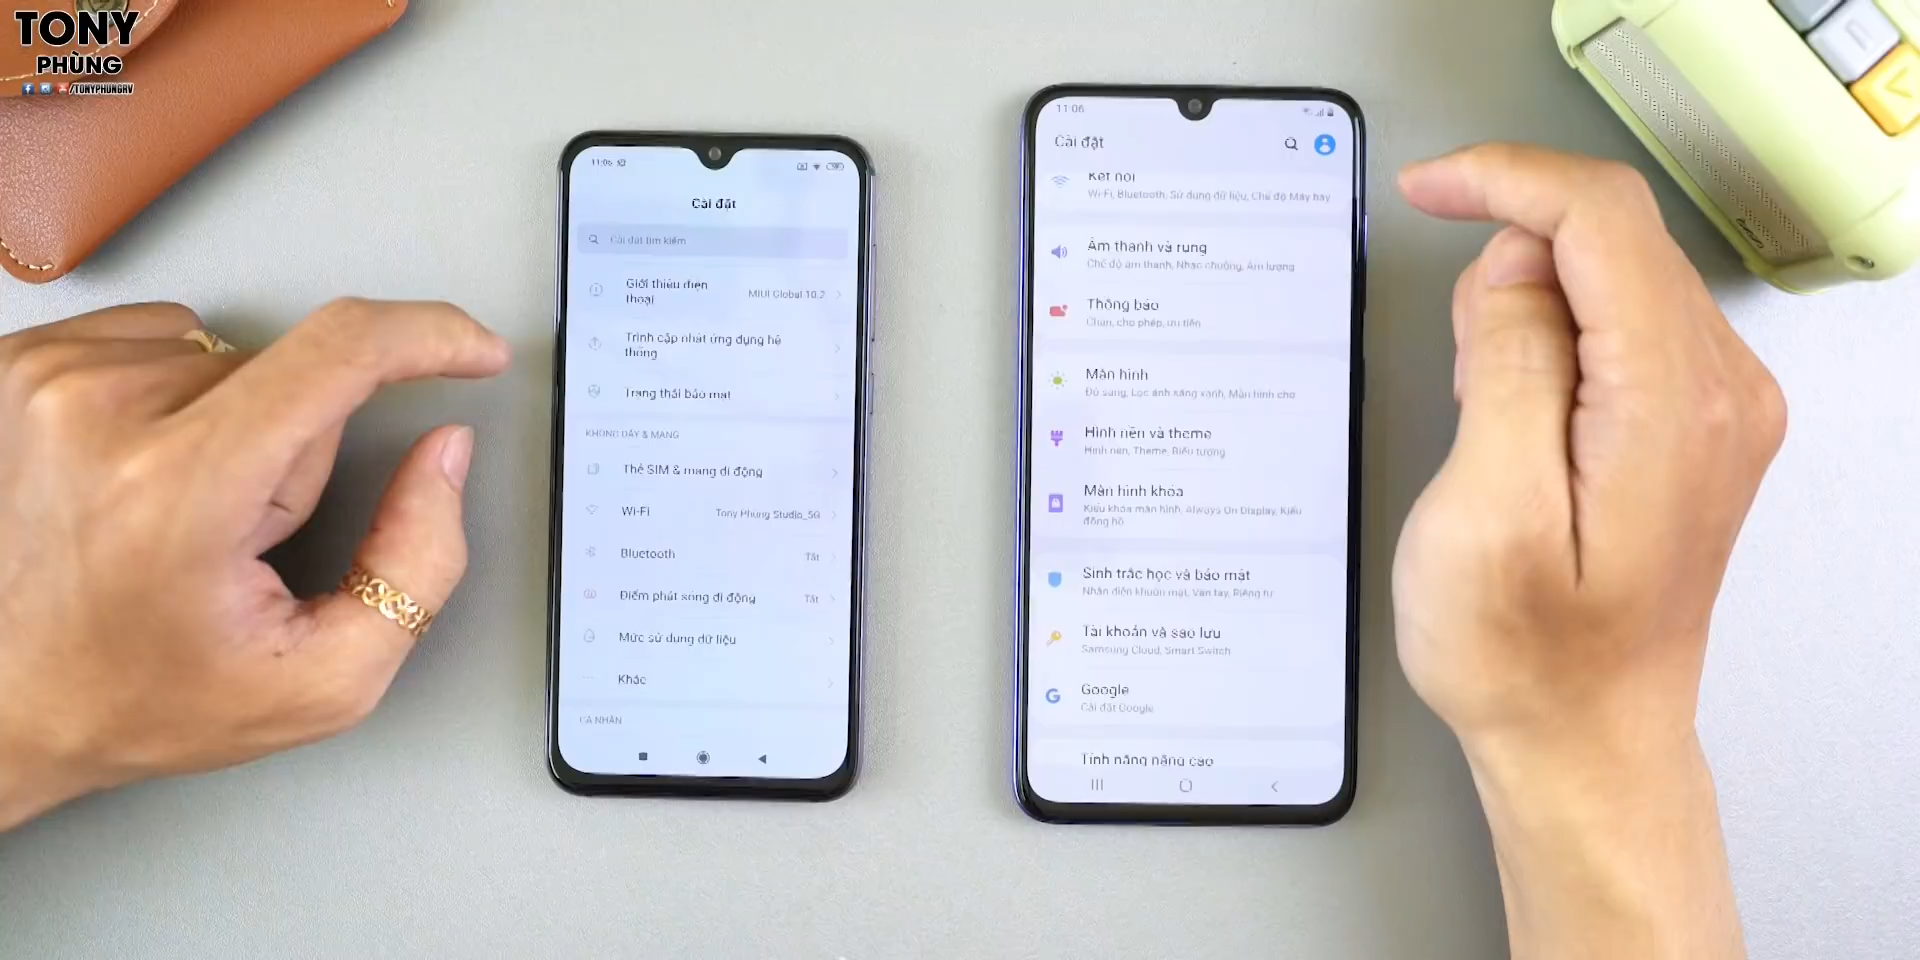 TONY
PHÙNG
/TONYPHUNGRV
11:06
Cài đặt
Cài đặt tìm kiếm
Giới thiệu điện
thoại
MIUI Global 10.2
Trình cập nhật ứng dụng hệ
thống
Trạng thái bảo mật
KHÔNG DÂY & MẠNG
Thẻ SIM & mạng di động
Wi-Fi
Tony Phung Studio_5G
Bluetooth
Tắt
Điểm phát sóng di động
Tắt
Mức sử dụng dữ liệu
Khác
CÁ NHÂN
11:06
Cài đặt
Kết nối
Wi-Fi, Bluetooth, Sử dụng dữ liệu, Chế độ Máy bay
Âm thanh và rung
Chế độ âm thanh, Nhạc chuông, Âm lượng
Thông báo
Chặn, cho phép, ưu tiên
Màn hình
Độ sáng, Lọc ánh sáng xanh, Màn hình chờ
Hình nền và theme
Hình nền, Theme, Biểu tượng
Màn hình khóa
Kiểu khóa màn hình, Always On Display, Kiểu
đồng hồ
Sinh trắc học và bảo mật
Nhận diện khuôn mặt, Vân tay, Riêng tư
Tài khoản và sao lưu
Samsung Cloud, Smart Switch
Google
Cài đặt Google
Tính năng nâng cao